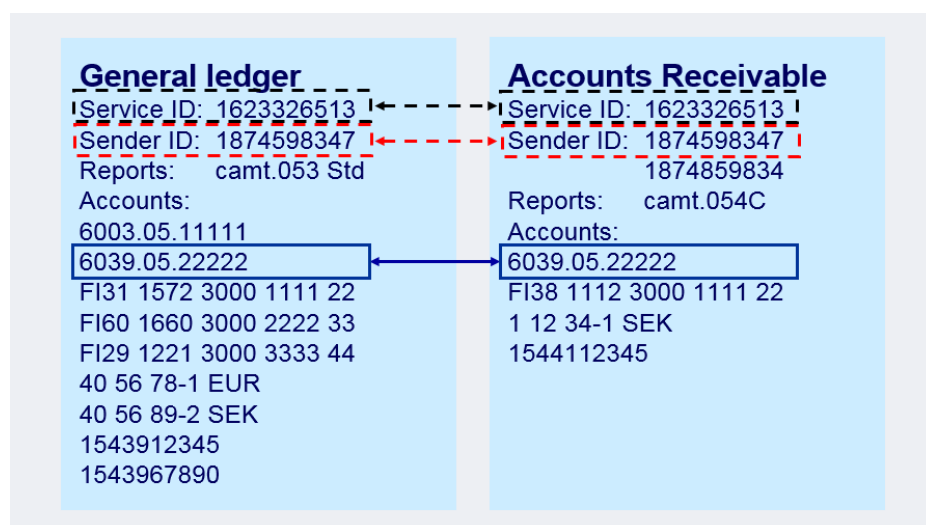 General ledger
Service ID: 1623326513
Sender ID: 1874598347
Reports: camt.053 Std
Accounts:
6003.05.11111
6039.05.22222
FI31 1572 3000 1111 22
FI60 1660 3000 2222 33
FI29 1221 3000 3333 44
40 56 78-1 EUR
40 56 89-2 SEK
1543912345
1543967890
Accounts Receivable
Service ID: 1623326513
Sender ID: 1874598347
1874859834
Reports: camt.054C
Accounts:
6039.05.22222
FI38 1112 3000 1111 22
1 12 34-1 SEK
1544112345